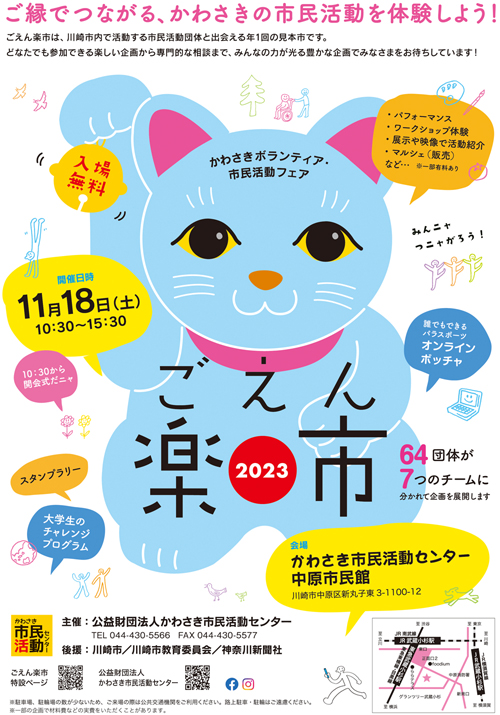 ご縁でつながる、かわさきの市民活動を体験しよう！
ごえん楽市は、川崎市内で活動する市民活動団体と出会える年1回の見本市です。
どなたでも参加できる楽しい企画から専門的な相談まで、みんなの力が光る豊かな企画でみなさまをお待ちしています！
・パフォーマンス
・ワークショップ体験
・展示や映像で活動紹介
・マルシェ（販売）
など… ※一部有料あり
入場
無料
かわさきボランティア・
市民活動フェア
みんニャ
つニャがろう！
開催日時
11月18日（土）
10:30〜15:30
10：30から
開会式だニャ
誰でもできる
パラスポーツ
オンライン
ボッチャ
ごえん
楽市
2023
64団体が
7つのチームに
分かれて企画を展開します
スタンプラリー
大学生の
チャレンジ
プログラム
会場
かわさき市民活動センター
中原市民館
川崎市中原区新丸子東 3-1100-12
かわさき
市民
活動
センター
主催：公益財団法人かわさき市民活動センター
TEL 044-430-5566 FAX 044-430-5577
後援：川崎市／川崎市教育委員会／神奈川新聞社
ごえん楽市
特設ページ
公益財団法人
かわさき市民活動センター
至 渋谷
至 東京
JR 南武線
JR 武蔵小杉駅
foodium
中原市民館
グランツリー武蔵小杉
至 横浜
※駐車場、駐輪場の数が少ないため、ご来場の際は公共交通機関をご利用ください。路上駐車・駐輪はご遠慮ください。
※一部の企画で材料費などの実費をいただくことがあります。